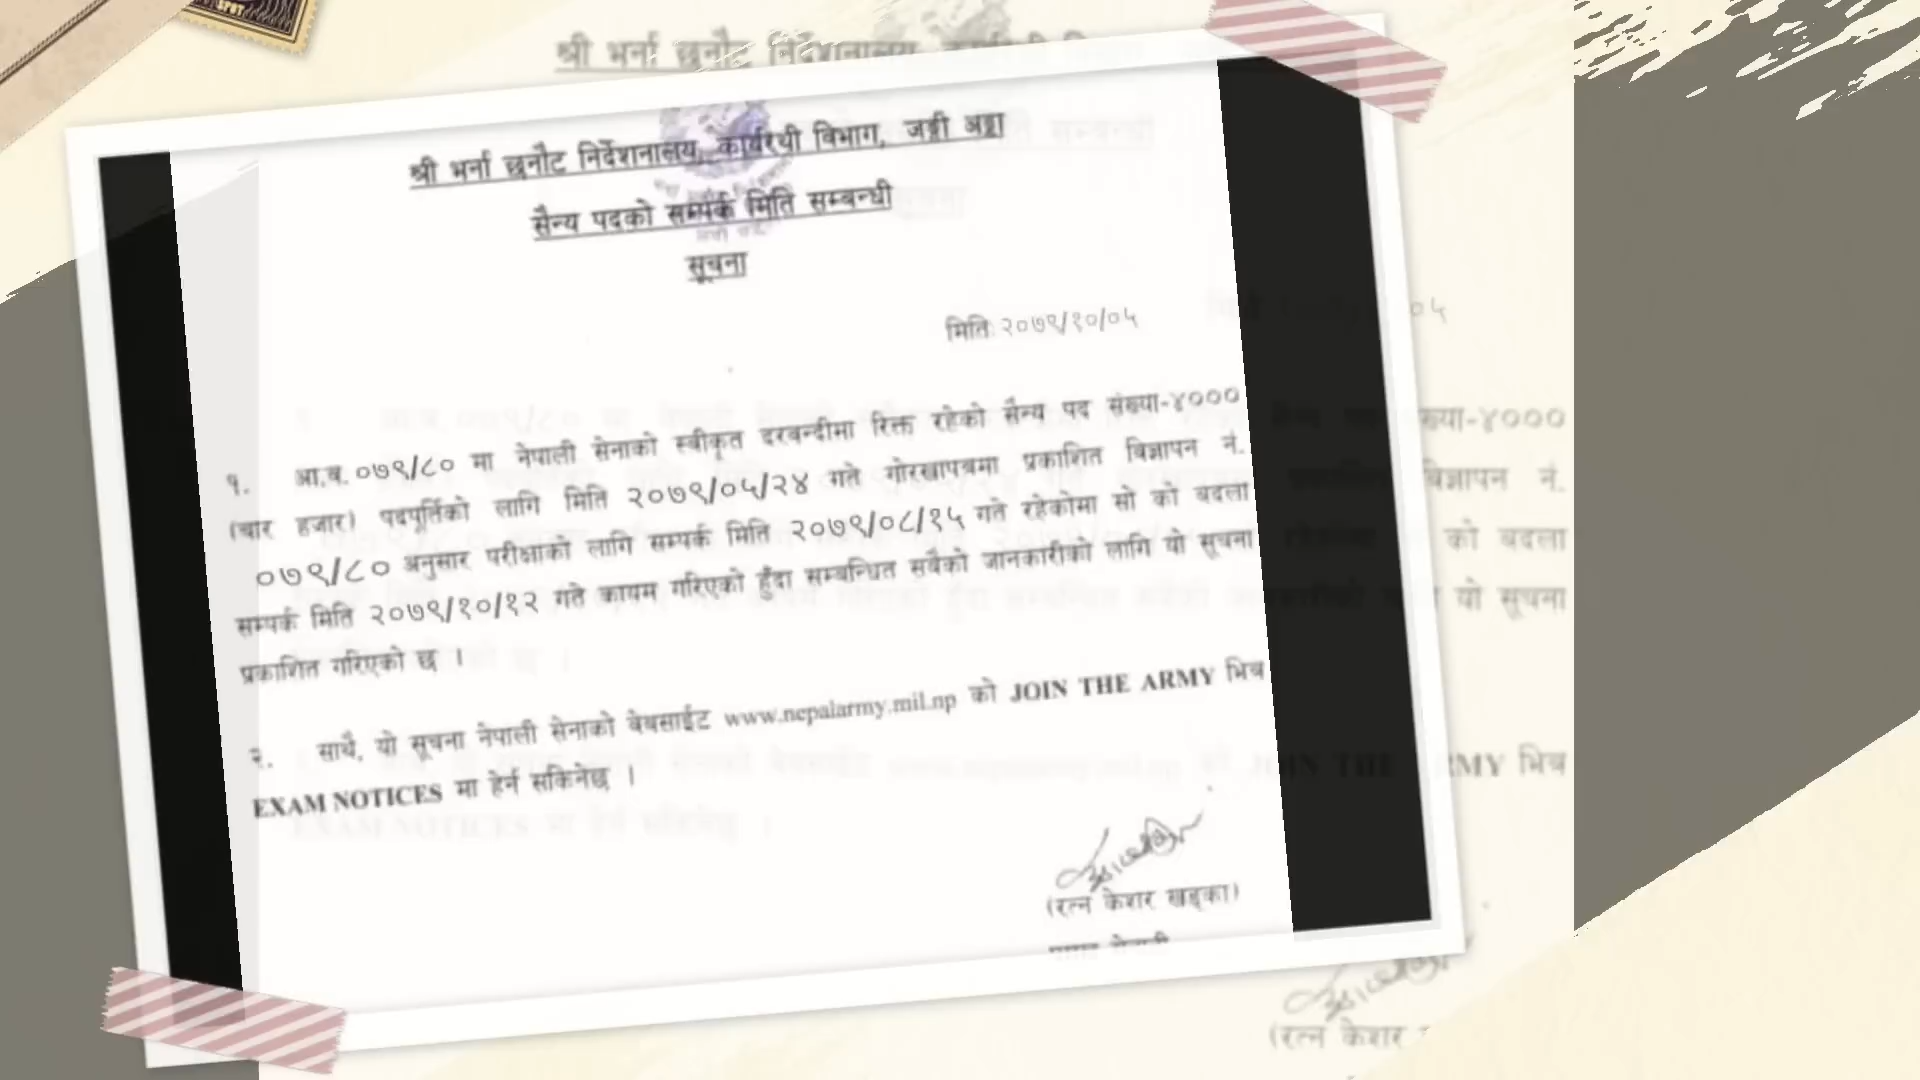 श्री भर्ना छनौट निर्देशनालय, कार्यरथी विभाग, जङ्गी अड्डा
सैन्य पदको सम्पर्क मिति सम्बन्धी
सूचना
मिति २०७९/१०/०५
१. आ.व. ०७९/८० मा नेपाली सेनाको स्वीकृत दरबन्दीमा रिक्त रहेको सैन्य पद संख्या-४०००
(चार हजार) पदपूर्तिको लागि मिति २०७९/०५/२४ गते गोरखापत्रमा प्रकाशित विज्ञापन नं.
०७९/८० अनुसार परीक्षाको लागि सम्पर्क मिति २०७९/०८/१५ गते रहेकोमा सो को बदला
सम्पर्क मिति २०७९/१०/१२ गते कायम गरिएको हुँदा सम्बन्धित सबैको जानकारीको लागि यो सूचना
प्रकाशित गरिएको छ ।
२. साथै, यो सूचना नेपाली सेनाको वेबसाईट www.nepalarmy.mil.np को JOIN THE ARMY भित्र
EXAM NOTICES मा हेर्न सकिनेछ ।
(रत्न केशर खड्का)